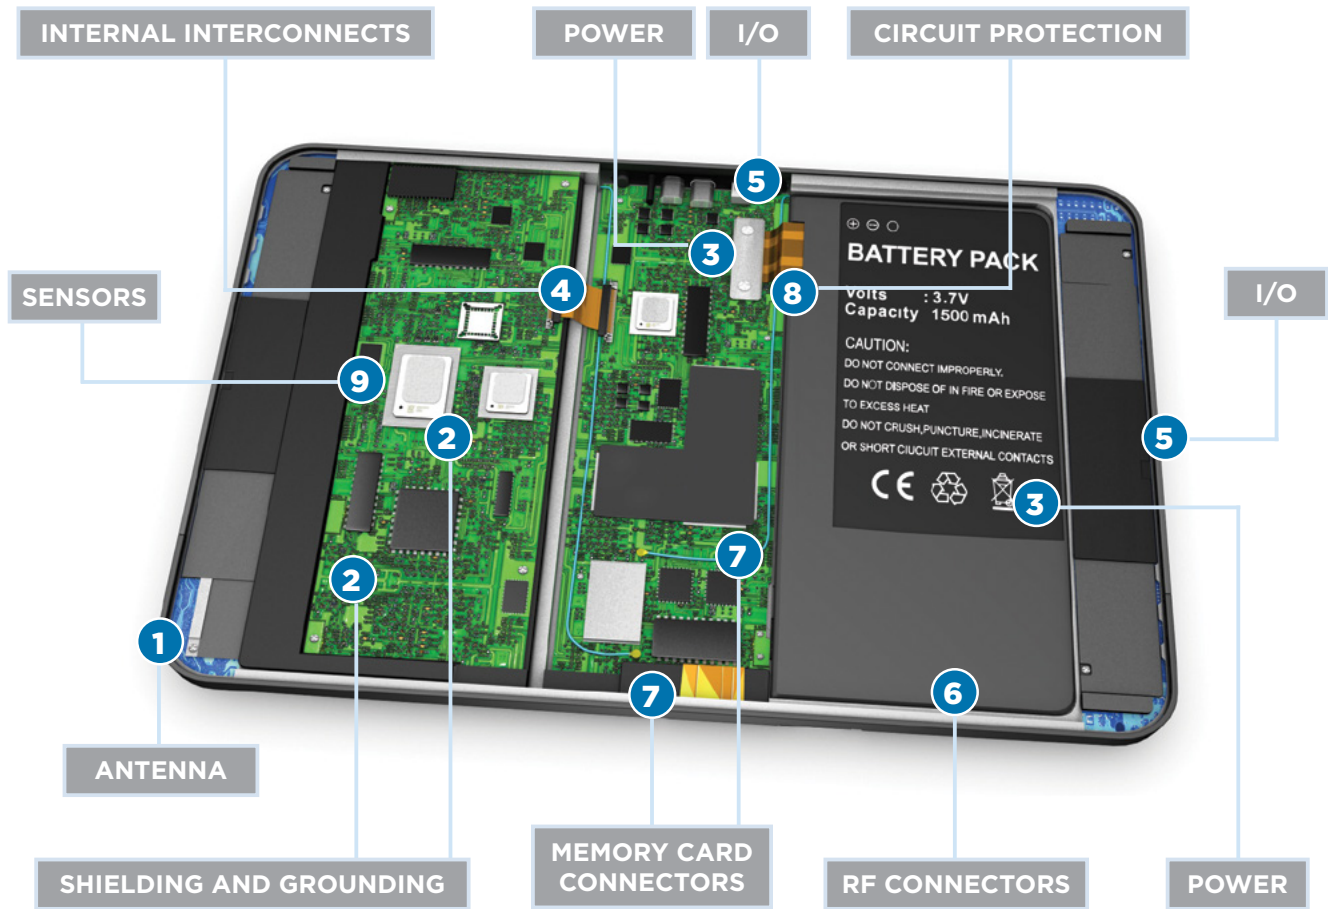 INTERNAL INTERCONNECTS
POWER
I/O
CIRCUIT PROTECTION
5
3
4
8
⊕ ⊖ ○
BATTERY PACK
Volts : 3.7V
Capacity 1500 mAh
CAUTION:
DO NOT CONNECT IMPROPERLY.
DO NOT DISPOSE OF IN FIRE OR EXPOSE
TO EXCESS HEAT
DO NOT CRUSH,PUNCTURE,INCINERATE
OR SHORT CIUCUIT EXTERNAL CONTACTS
CE
SENSORS
I/O
9
2
5
3
7
2
1
7
6
ANTENNA
SHIELDING AND GROUNDING
MEMORY CARD
CONNECTORS
RF CONNECTORS
POWER